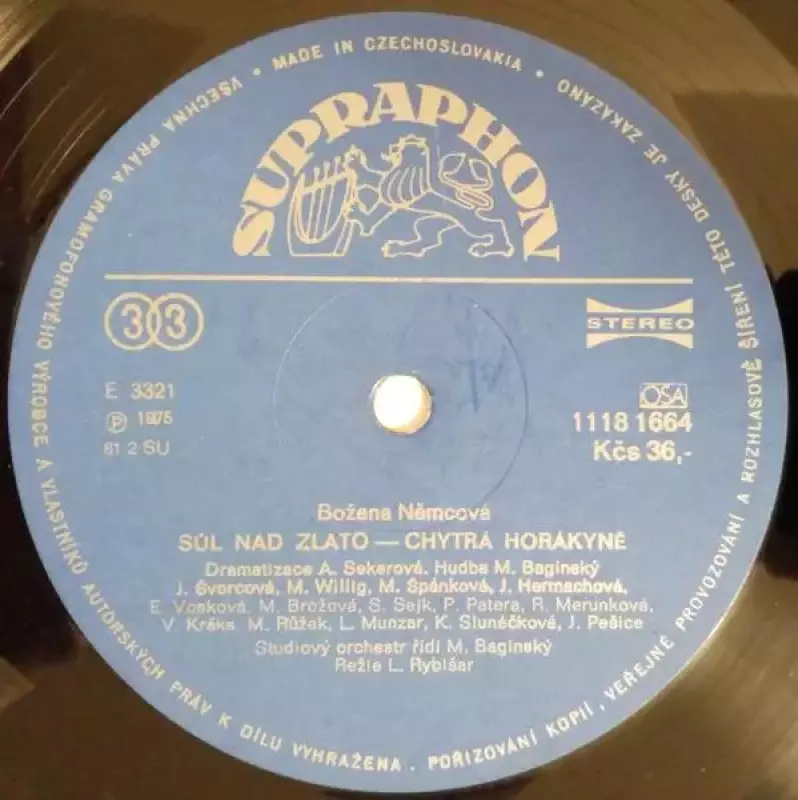 • MADE IN CZECHOSLOVAKIA •
SUPRAPHON
33
STEREO
E 3321
Ⓟ 1975
81 2 SU
OSA
1118 1664
Kčs 36,-
Božena Němcová
SŮL NAD ZLATO — CHYTRÁ HORÁKYNĚ
Dramatizace A. Sekerová. Hudba M. Baginský
J. Švorcová, M. Willig, M. Špánková, J. Hermachová,
E. Vosková, M. Brožová, S. Sejk, P. Patera, R. Merunková,
V. Kráka, M. Růžek, L. Munzar, K. Slunéčková, J. Pešice
Studiový orchestr řídí M. Baginský
Režie L. Rybišar
VŠECHNA PRÁVA GRAMOFONOVÉHO VÝROBCE A VLASTNÍKŮ AUTORSKÝCH PRÁV K DÍLU VYHRAŽENA. POŘIZOVÁNÍ KOPIÍ, VEŘEJNÉ PROVOZOVÁNÍ A ROZHLASOVÉ ŠÍŘENÍ TÉTO DESKY JE ZAKÁZÁNO